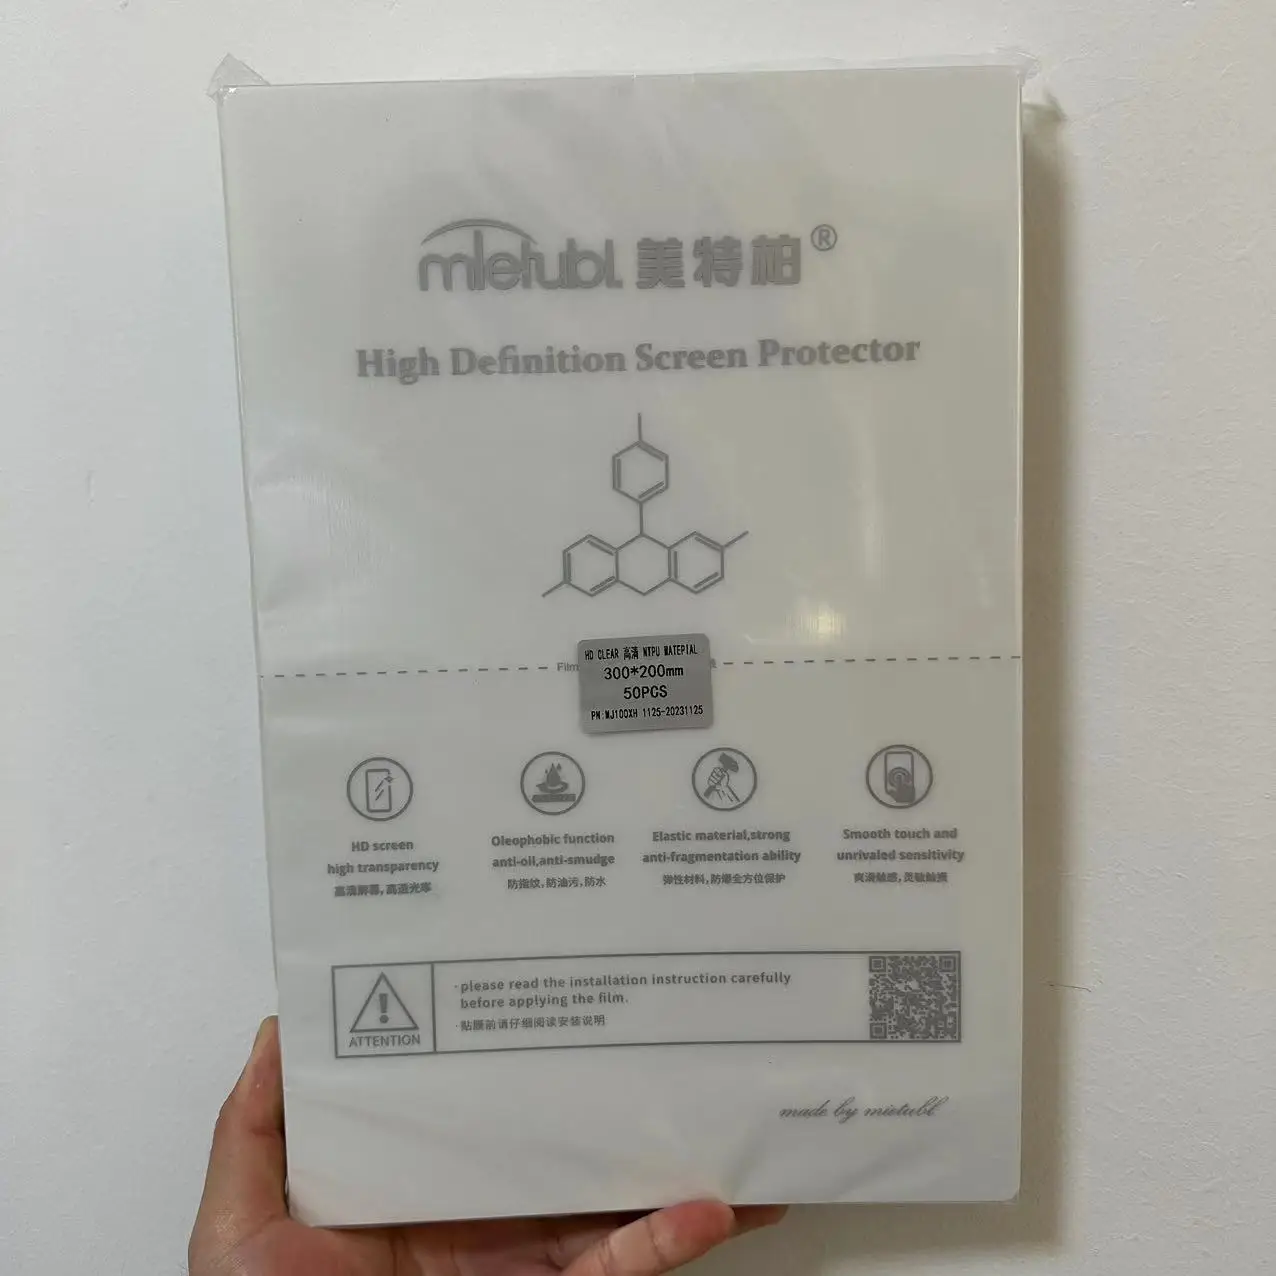 mietubl 美特柏®
High Definition Screen Protector
Film
HD CLEAR 高清 NTPU MATEPIAL
300*200mm
50PCS
PN:MJ100XH 1125-20231125
HD screen
high transparency
高清屏幕,高透光率
Oleophobic function
anti-oil,anti-smudge
防指纹,防油污,防水
Elastic material,strong
anti-fragmentation ability
弹性材料,防爆全方位保护
Smooth touch and
unrivaled sensitivity
爽滑触感,灵敏触摸
ATTENTION
·please read the installation instruction carefully
before applying the film.
·贴膜前请仔细阅读安装说明
made by mietubl